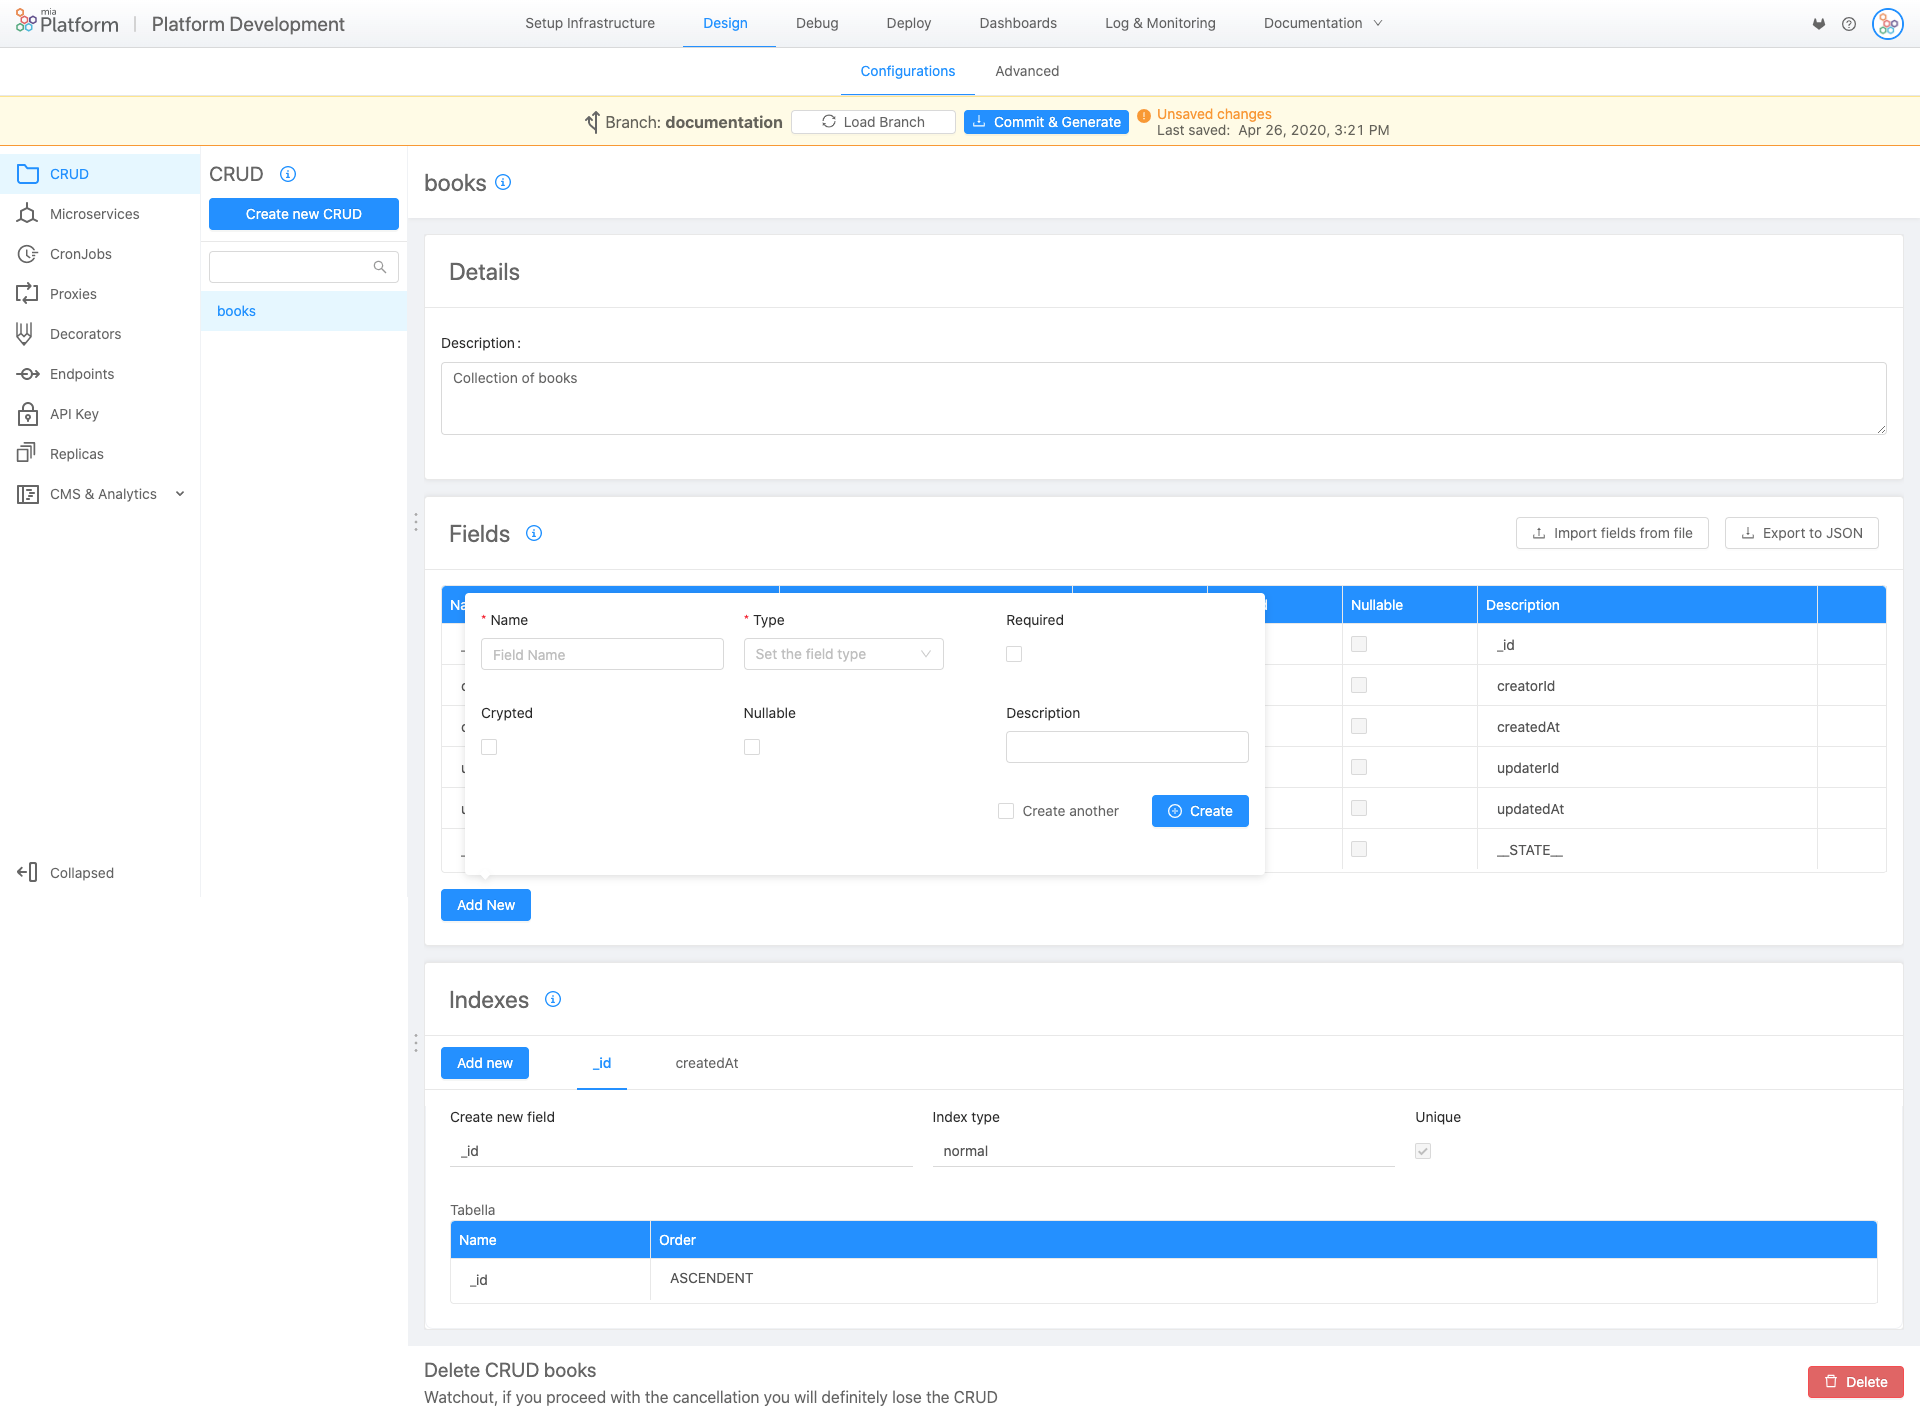 mia
Platform | Platform Development
Setup Infrastructure
Design
Debug
Deploy
Dashboards
Log & Monitoring
Documentation
Configurations
Advanced
Branch: documentation
Load Branch
Commit & Generate
Unsaved changes
Last saved: Apr 26, 2020, 3:21 PM
CRUD
Microservices
CronJobs
Proxies
Decorators
Endpoints
API Key
Replicas
CMS & Analytics
Collapsed
CRUD
Create new CRUD
books
books
Details
Description:
Collection of books
Fields
Import fields from file
Export to JSON
Nullable
Description
_id
creatorId
createdAt
updaterId
updatedAt
__STATE__
* Name
* Type
Required
Field Name
Set the field type
Crypted
Nullable
Description
Create another
Create
Add New
Indexes
Add new
_id
createdAt
Create new field
Index type
Unique
_id
normal
Tabella
Name
Order
_id
ASCENDENT
Delete CRUD books
Watchout, if you proceed with the cancellation you will definitely lose the CRUD
Delete